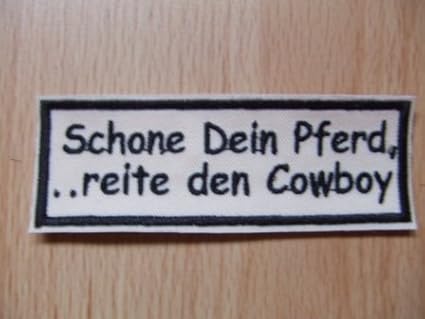 Schone Dein Pferd,
..reite den Cowboy